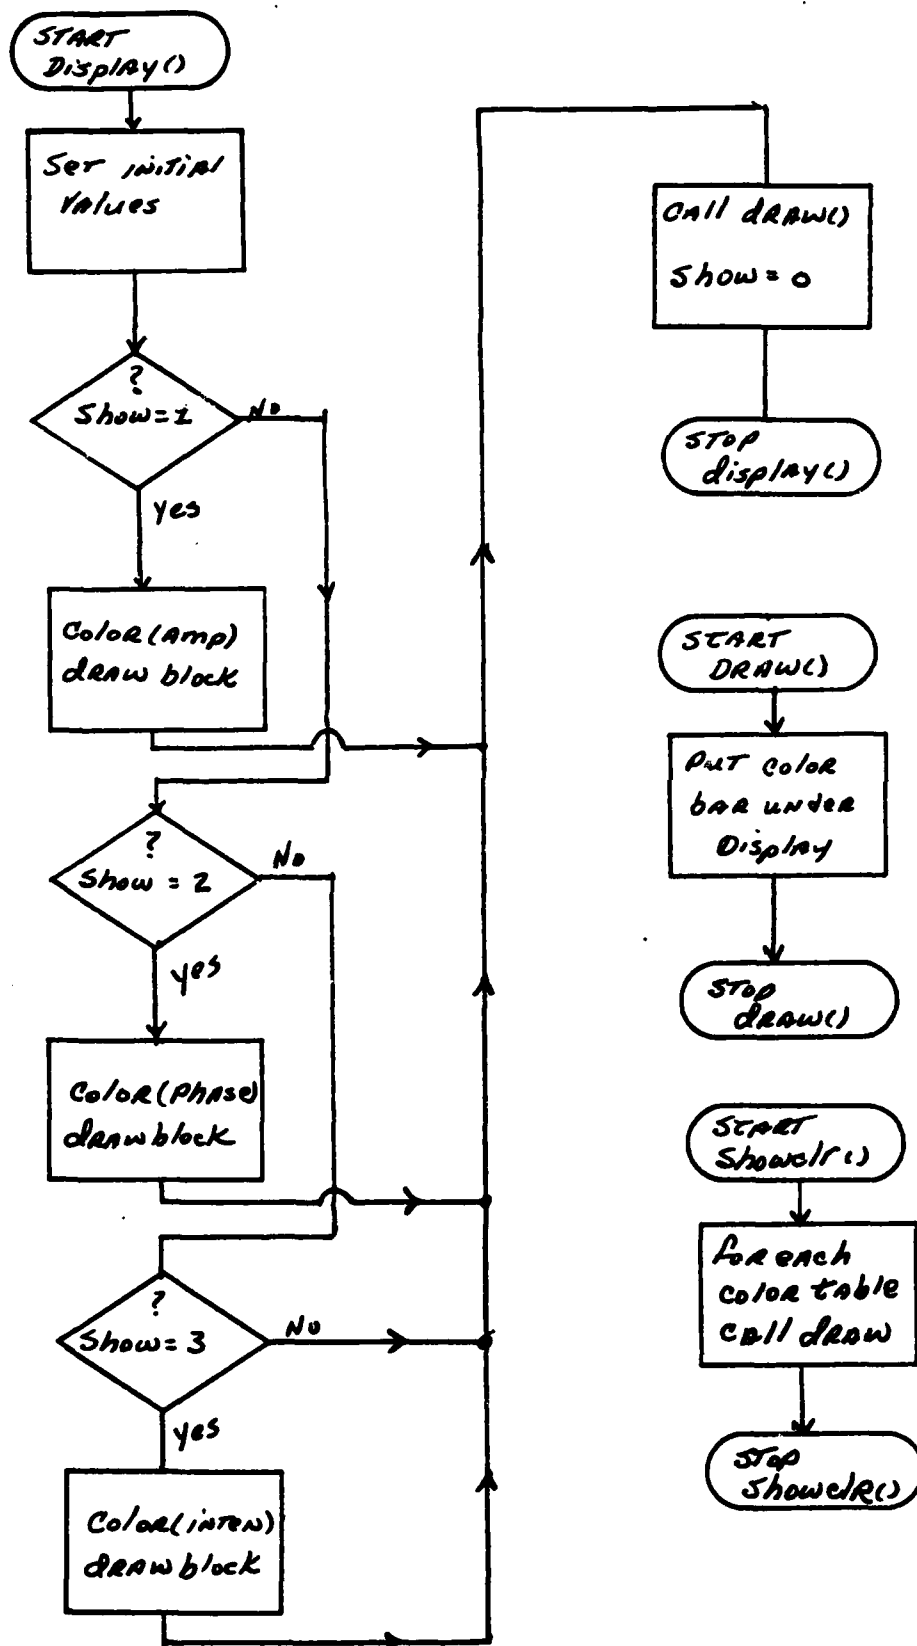 START
Display()
Set initial
values
?
Show=1
No
yes
Color(Amp)
draw block
?
Show = 2
No
yes
Color(Phase)
draw block
?
Show = 3
No
yes
Color(inten)
draw block
Call draw()
Show = 0
STOP
display()
START
DRAW()
Put color
bar under
Display
STOP
draw()
START
Showclr()
for each
color table
call draw
STOP
Showclr()